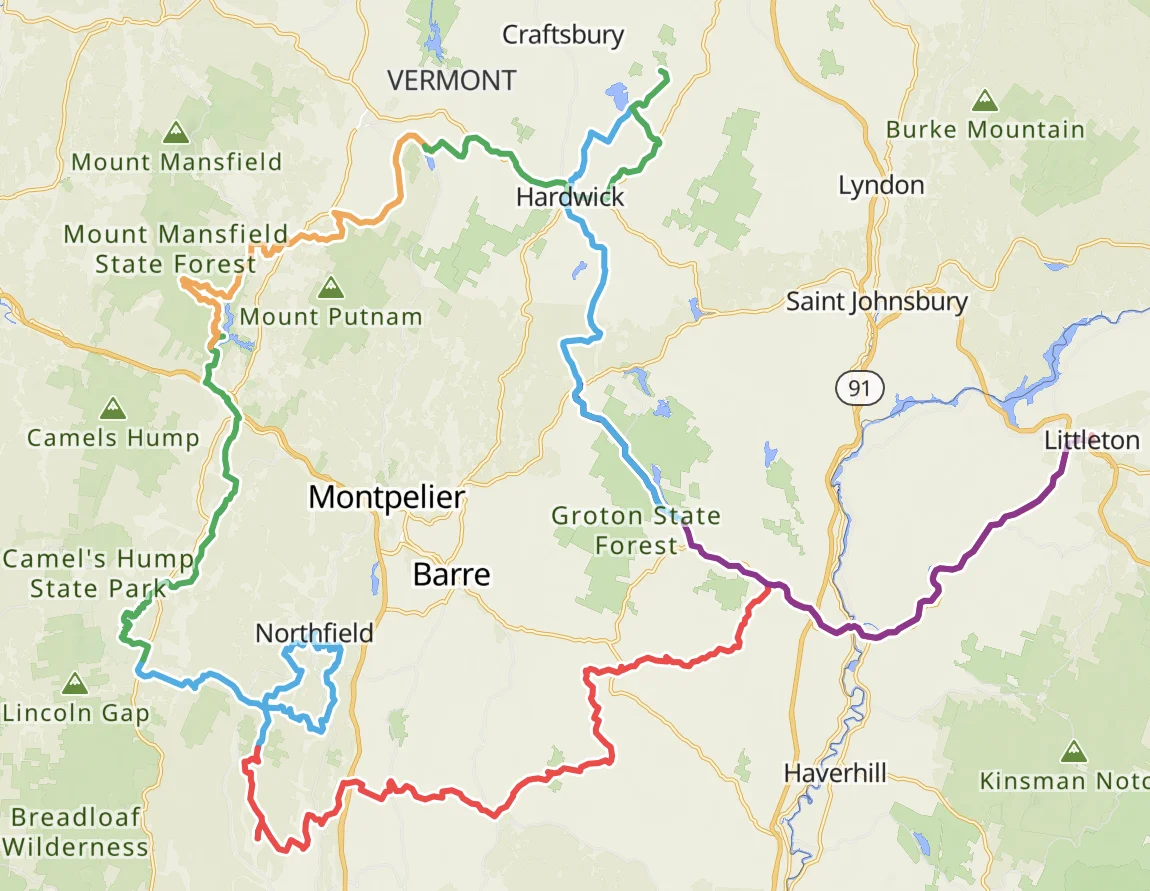 Craftsbury
VERMONT
Burke Mountain
Mount Mansfield
Lyndon
Hardwick
Mount Mansfield
State Forest
Saint Johnsbury
Mount Putnam
91
Camels Hump
Littleton
Montpelier
Groton State
Forest
Camel's Hump
State Park
Barre
Northfield
Lincoln Gap
Haverhill
Kinsman Notc
Breadloaf
Wilderness